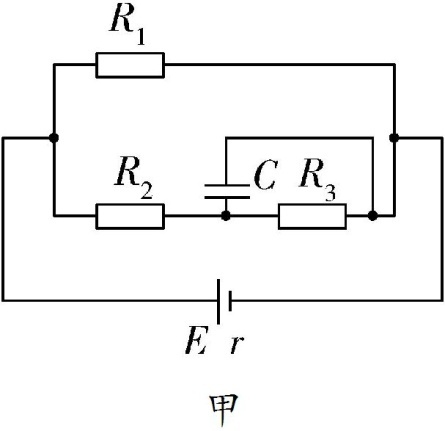 R₁
R₂ C R₃
E r
甲